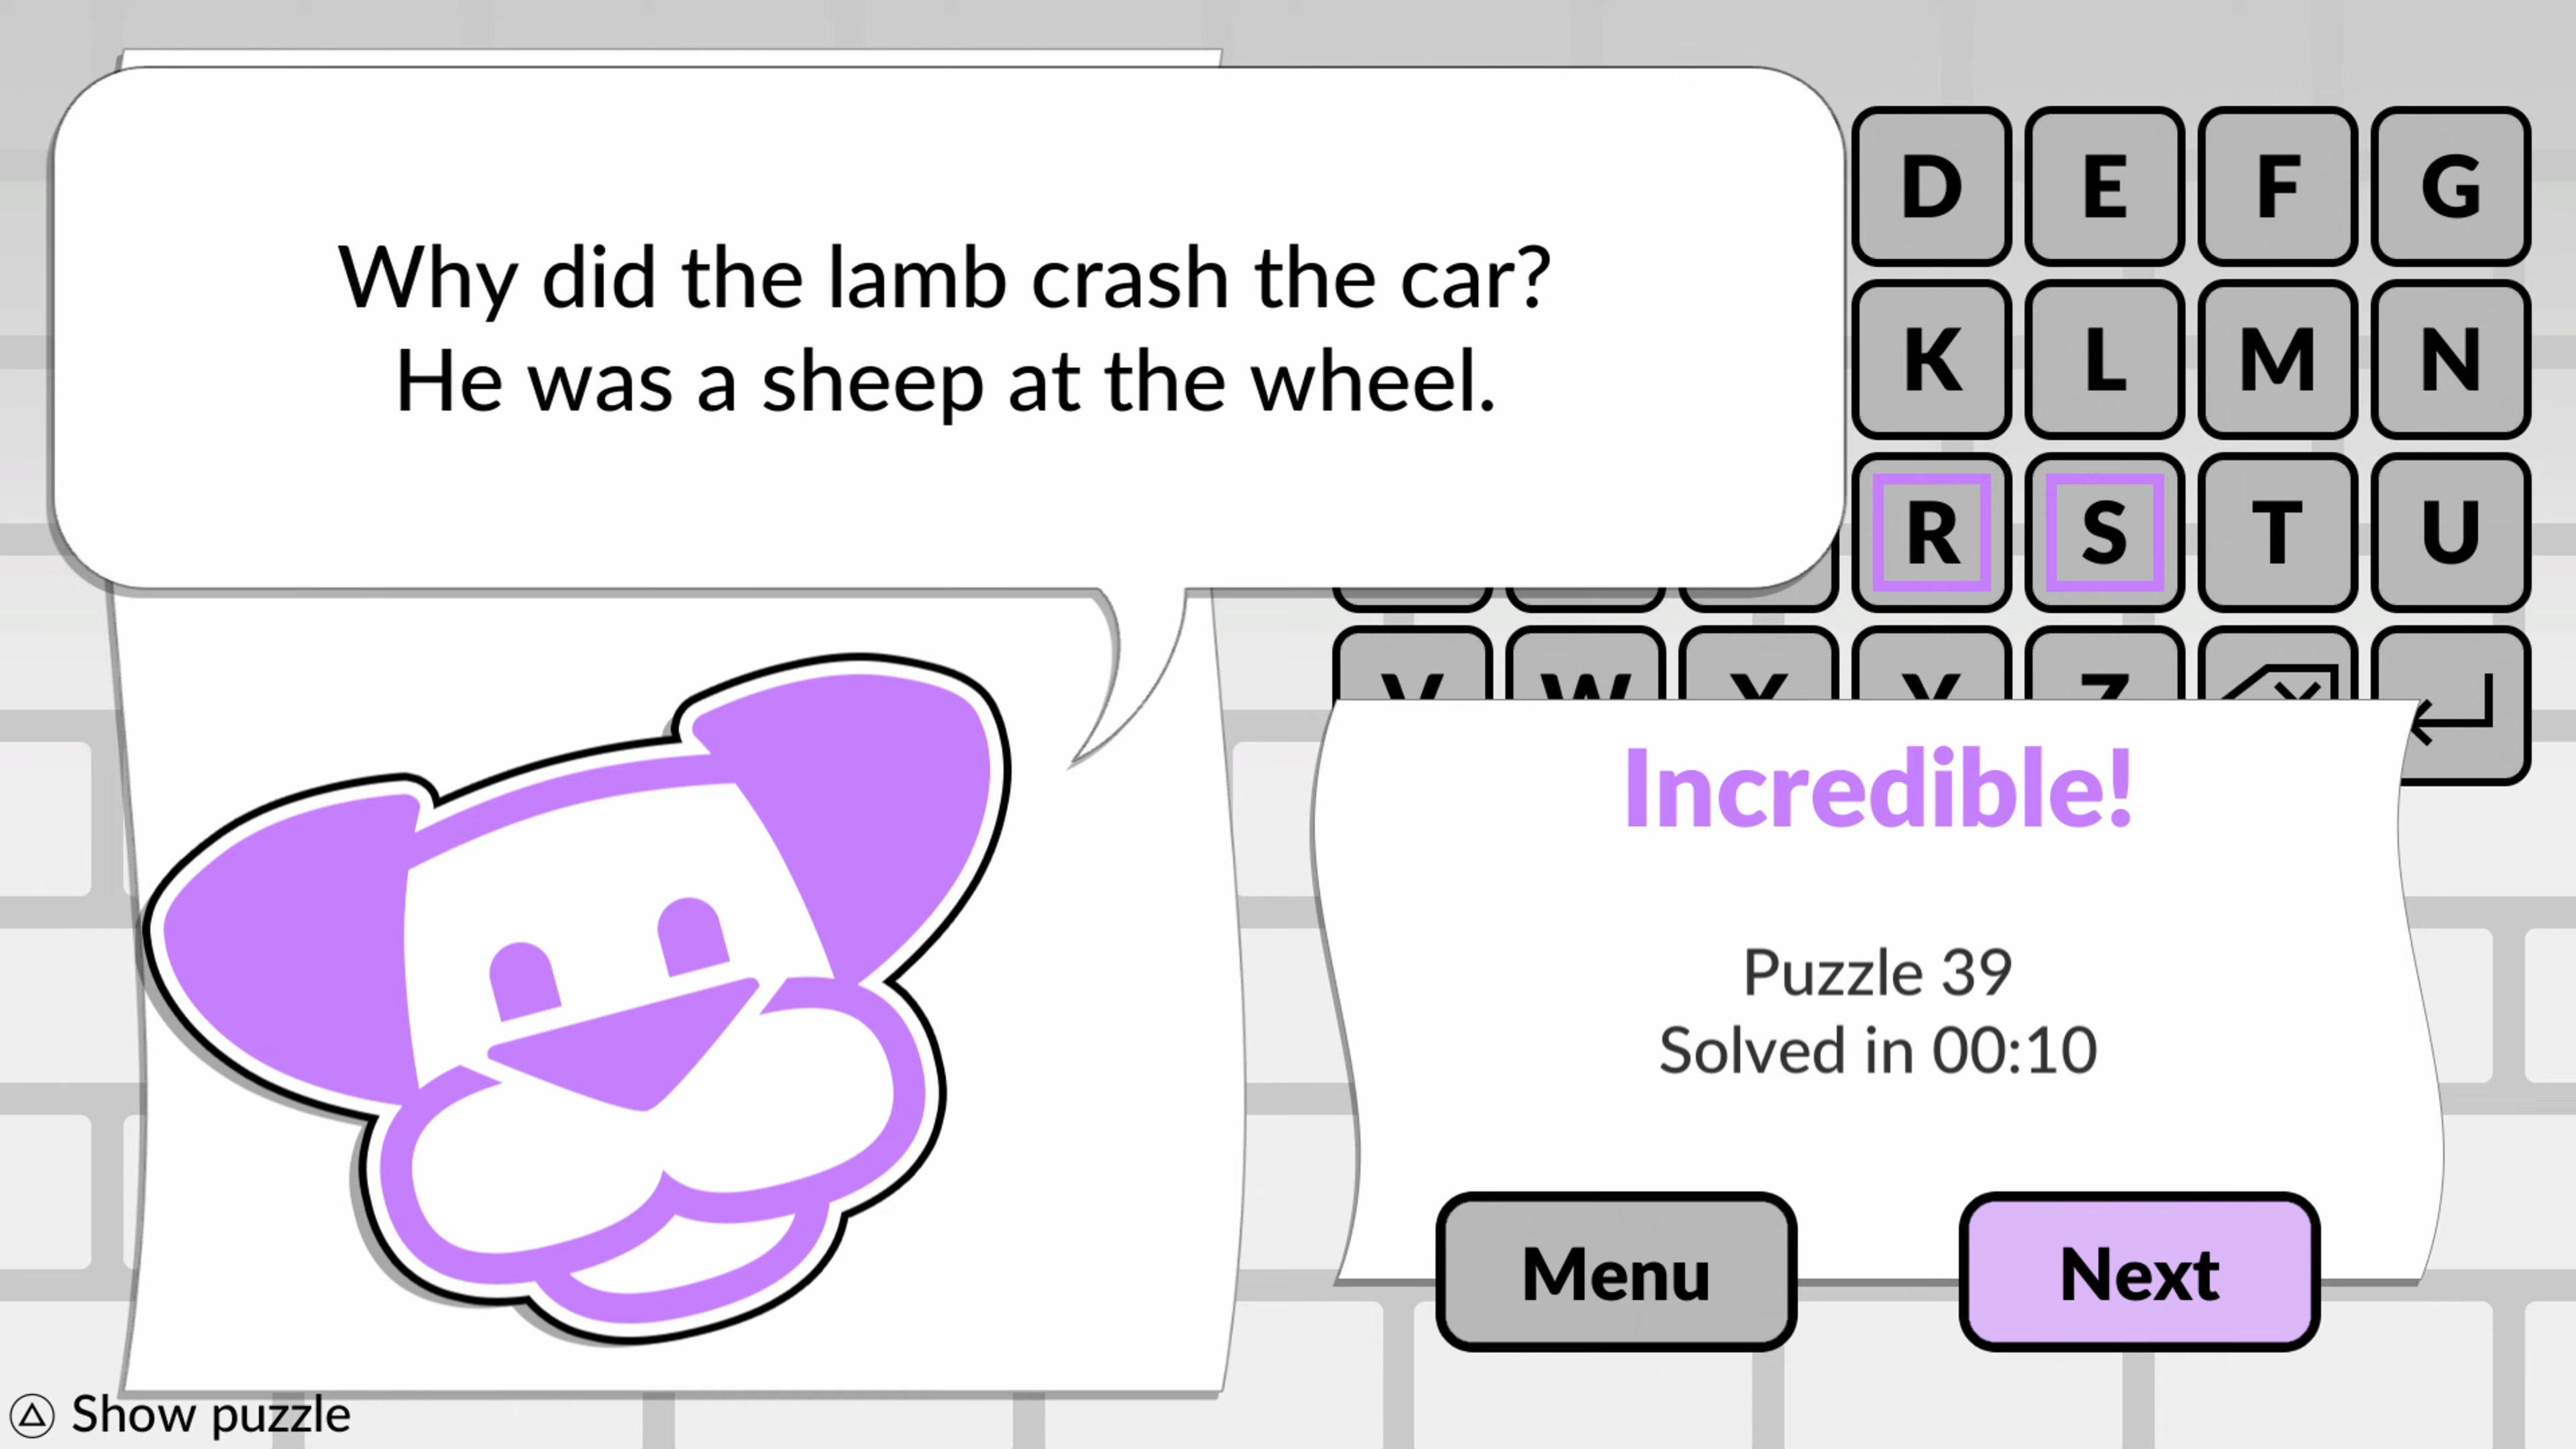 Why did the lamb crash the car?
He was a sheep at the wheel.
D E F G
K L M N
R S T U
V W X Y Z
Incredible!
Puzzle 39
Solved in 00:10
Menu Next
Show puzzle